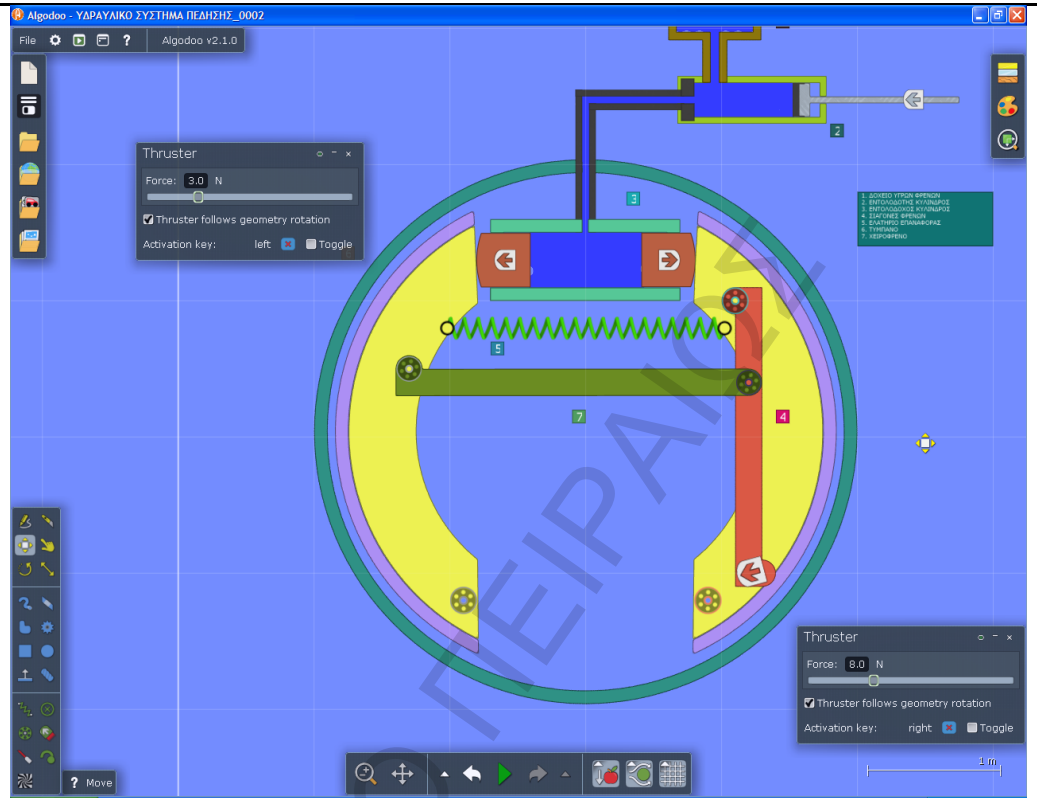 Algodoo - ΥΔΡΑΥΛΙΚΟ ΣΥΣΤΗΜΑ ΠΕΔΗΣΗΣ_0002
File ? Algodoo v2.1.0
2
Thruster
Force: 3.0 N
Thruster follows geometry rotation
Activation key: left Toggle
3
1. ΔΟΧΕΙΟ ΥΓΡΩΝ ΦΡΕΝΩΝ
2. ΕΝΤΟΛΟΔΟΤΗΣ ΚΥΛΙΝΔΡΟΣ
3. ΕΝΤΟΛΟΔΟΧΟΣ ΚΥΛΙΝΔΡΟΣ
4. ΣΙΑΓΟΝΕΣ ΦΡΕΝΩΝ
5. ΕΛΑΤΗΡΙΟ ΕΠΑΝΑΦΟΡΑΣ
6. ΤΥΜΠΑΝΟ
7. ΧΕΙΡΟΦΡΕΝΟ
5
7
4
Thruster
Force: 8.0 N
Thruster follows geometry rotation
Activation key: right Toggle
1 m
? Move
Ο ΠΕΙΡΑΙΩΣ